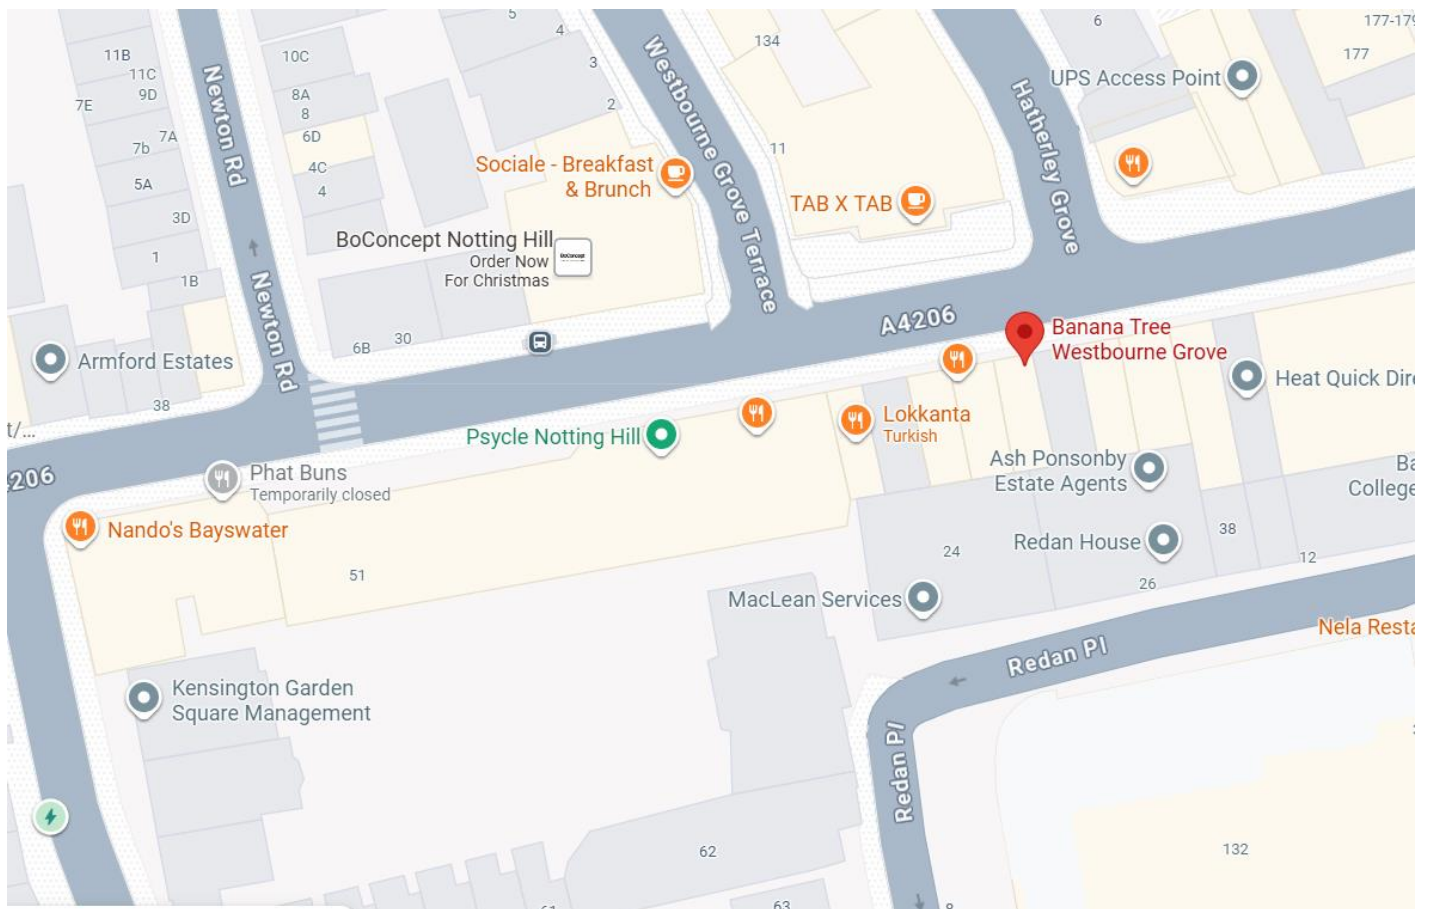 5
4
3
2
134
6
177-179
177
11B
11C
9D
7E
7A
7b
5A
3D
1
1B
10C
8A
8
6D
4C
4
Newton Rd
Westbourne Grove Terrace
Hatherley Grove
UPS Access Point
11
Sociale - Breakfast
& Brunch
TAB X TAB
BoConcept Notting Hill
Order Now
For Christmas
BoConcept
Newton Rd
A4206
Banana Tree
Westbourne Grove
30
6B
Armford Estates
38
Heat Quick Dire
t/...
Lokkanta
Turkish
Psycle Notting Hill
206
Phat Buns
Temporarily closed
Ash Ponsonby
Estate Agents
Ba
College
Nando's Bayswater
38
24
Redan House
12
51
26
MacLean Services
Nela Resta
Redan Pl
Kensington Garden
Square Management
Redan Pl
62
132
61
63
8